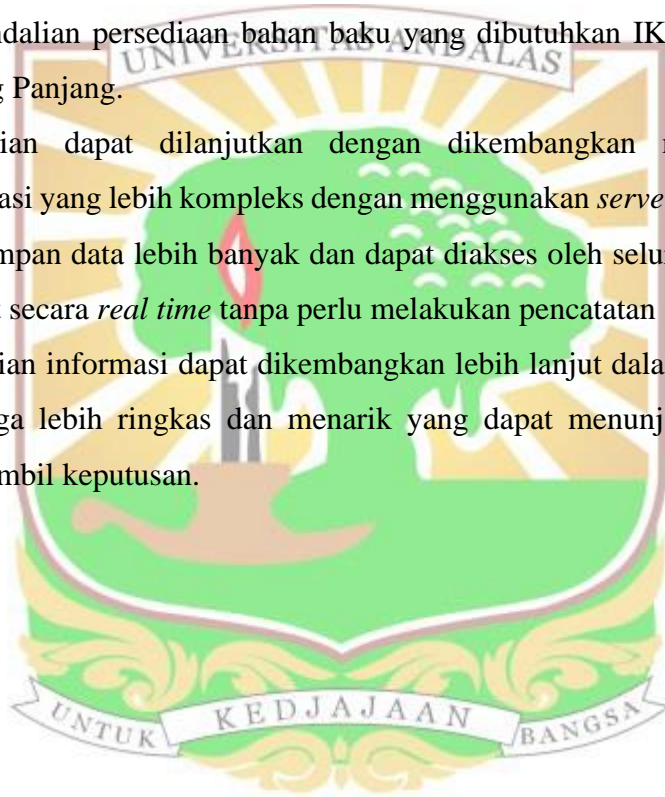 ndalian persediaan bahan baku yang dibutuhkan IK
UNIVERSITAS ANDALAS
g Panjang.
ian dapat dilanjutkan dengan dikembangkan
asi yang lebih kompleks dengan menggunakan serve
mpan data lebih banyak dan dapat diakses oleh selu
secara real time tanpa perlu melakukan pencatatan
ian informasi dapat dikembangkan lebih lanjut dala
ga lebih ringkas dan menarik yang dapat menunj
mbil keputusan.
UNTUK KEDJAJAAN BANGSA